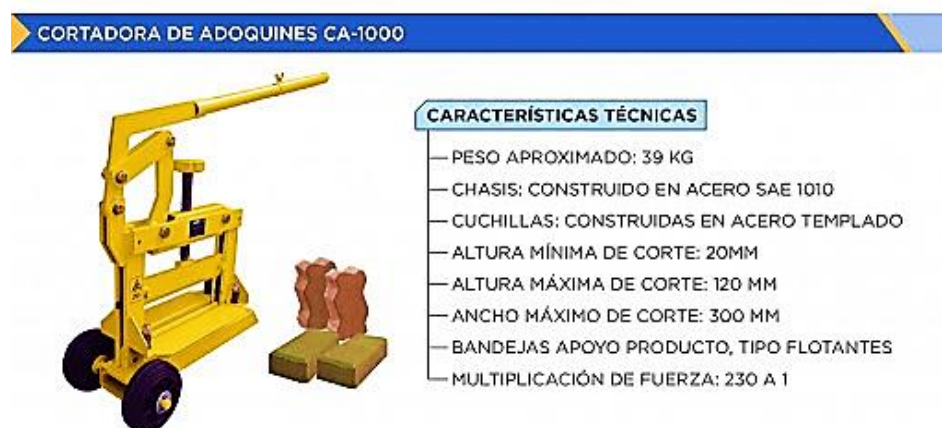 CORTADORA DE ADOQUINES CA-1000
CARACTERÍSTICAS TÉCNICAS
PESO APROXIMADO: 39 KG
CHASIS: CONSTRUIDO EN ACERO SAE 1010
CUCHILLAS: CONSTRUIDAS EN ACERO TEMPLADO
ALTURA MÍNIMA DE CORTE: 20MM
ALTURA MÁXIMA DE CORTE: 120 MM
ANCHO MÁXIMO DE CORTE: 300 MM
BANDEJAS APOYO PRODUCTO, TIPO FLOTANTES
MULTIPLICACIÓN DE FUERZA: 230 A 1